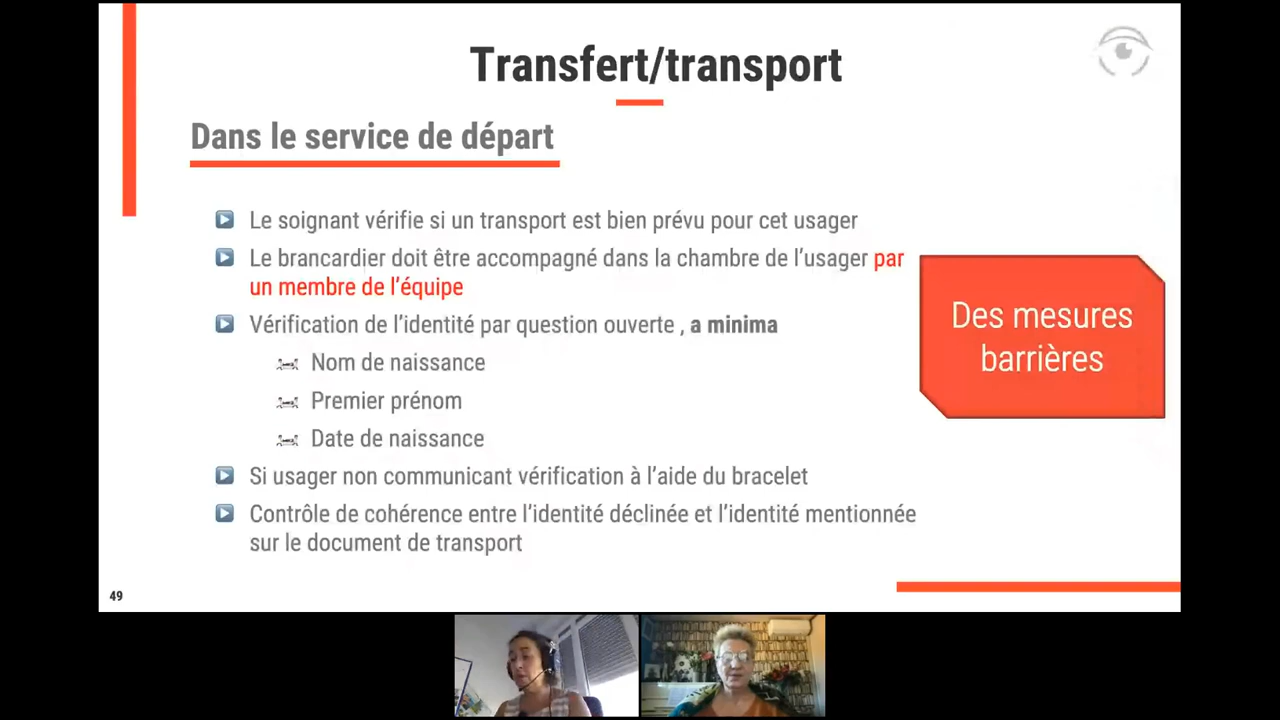 Transfert/transport
Dans le service de départ
Le soignant vérifie si un transport est bien prévu pour cet usager
Le brancardier doit être accompagné dans la chambre de l’usager par
un membre de l’équipe
Vérification de l’identité par question ouverte , a minima
Nom de naissance
Premier prénom
Date de naissance
Si usager non communicant vérification à l’aide du bracelet
Contrôle de cohérence entre l’identité déclinée et l’identité mentionnée
sur le document de transport
Des mesures
barrières
49